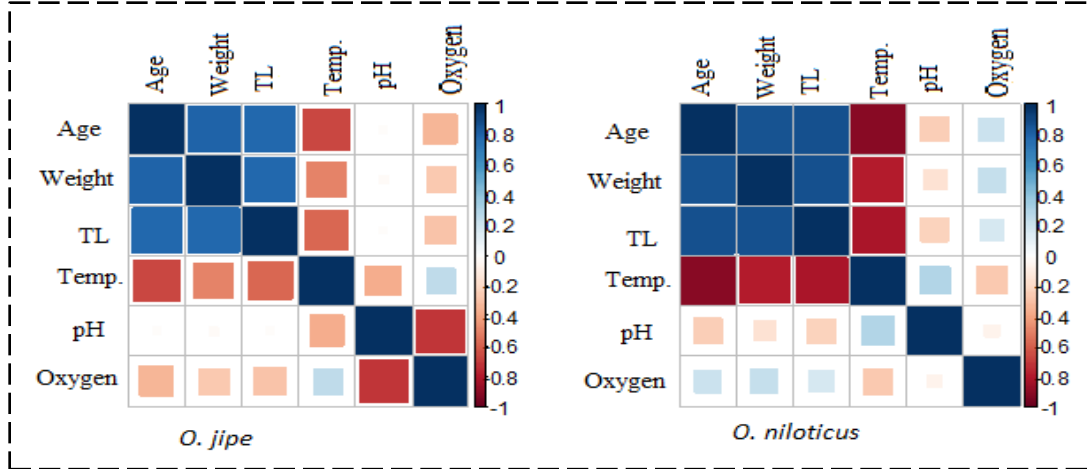 Age Weight TL Temp. pH Oxygen
Age
Weight
TL
Temp.
pH
Oxygen
1
0.8
0.6
0.4
0.2
0
-0.2
-0.4
-0.6
-0.8
-1
O. jipe
Age Weight TL Temp. pH Oxygen
Age
Weight
TL
Temp.
pH
Oxygen
1
0.8
0.6
0.4
0.2
0
-0.2
-0.4
-0.6
-0.8
-1
O. niloticus